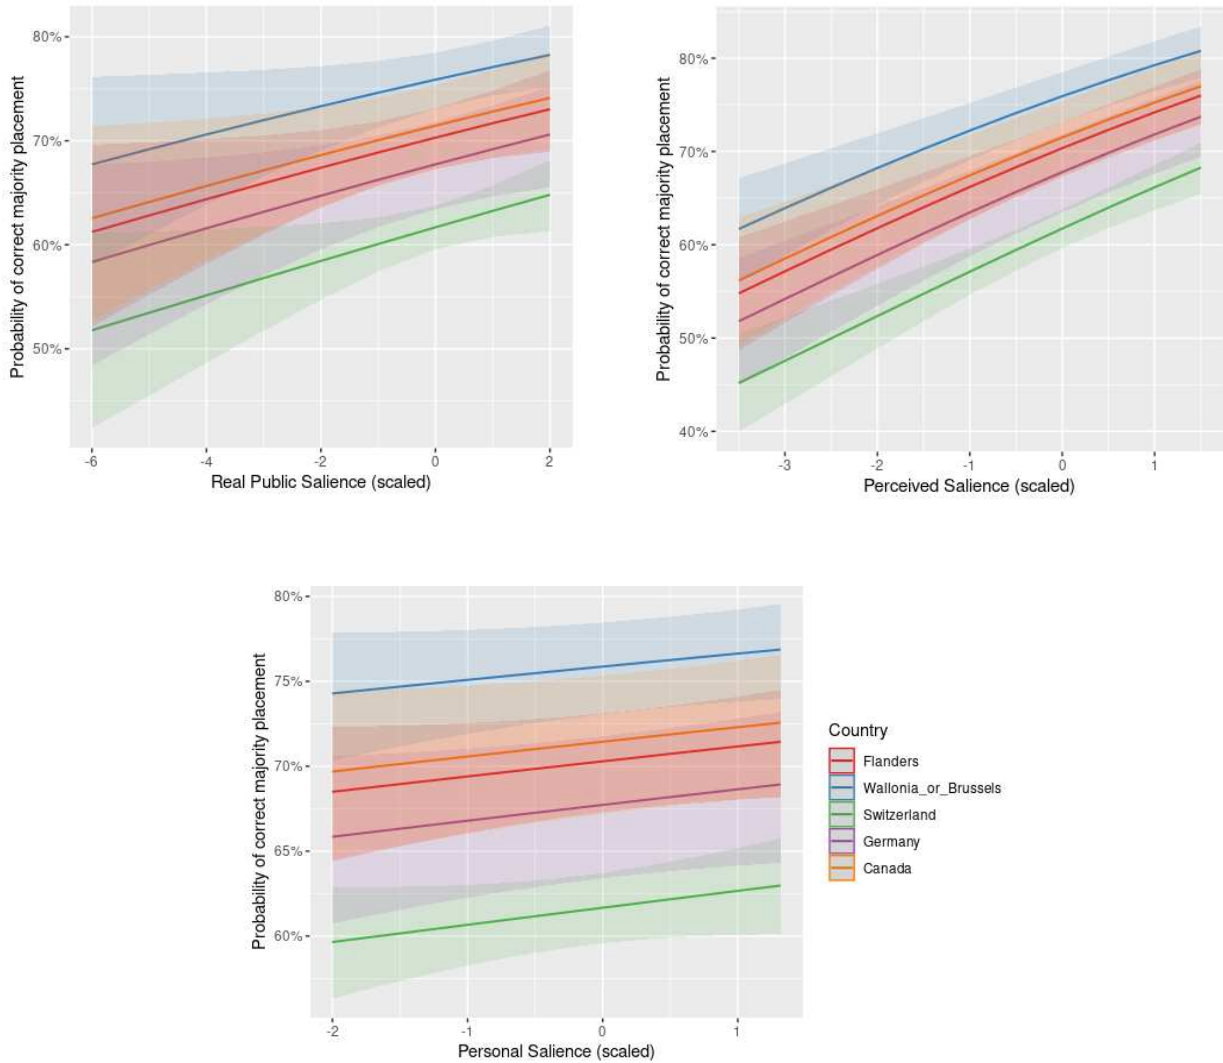 80%
70%
60%
50%
Probability of correct majority placement
-6 -4 -2 0 2
Real Public Salience (scaled)
80%
70%
60%
50%
40%
Probability of correct majority placement
-3 -2 -1 0 1
Perceived Salience (scaled)
80%
75%
70%
65%
60%
Probability of correct majority placement
-2 -1 0 1
Personal Salience (scaled)
Country
Flanders
Wallonia_or_Brussels
Switzerland
Germany
Canada